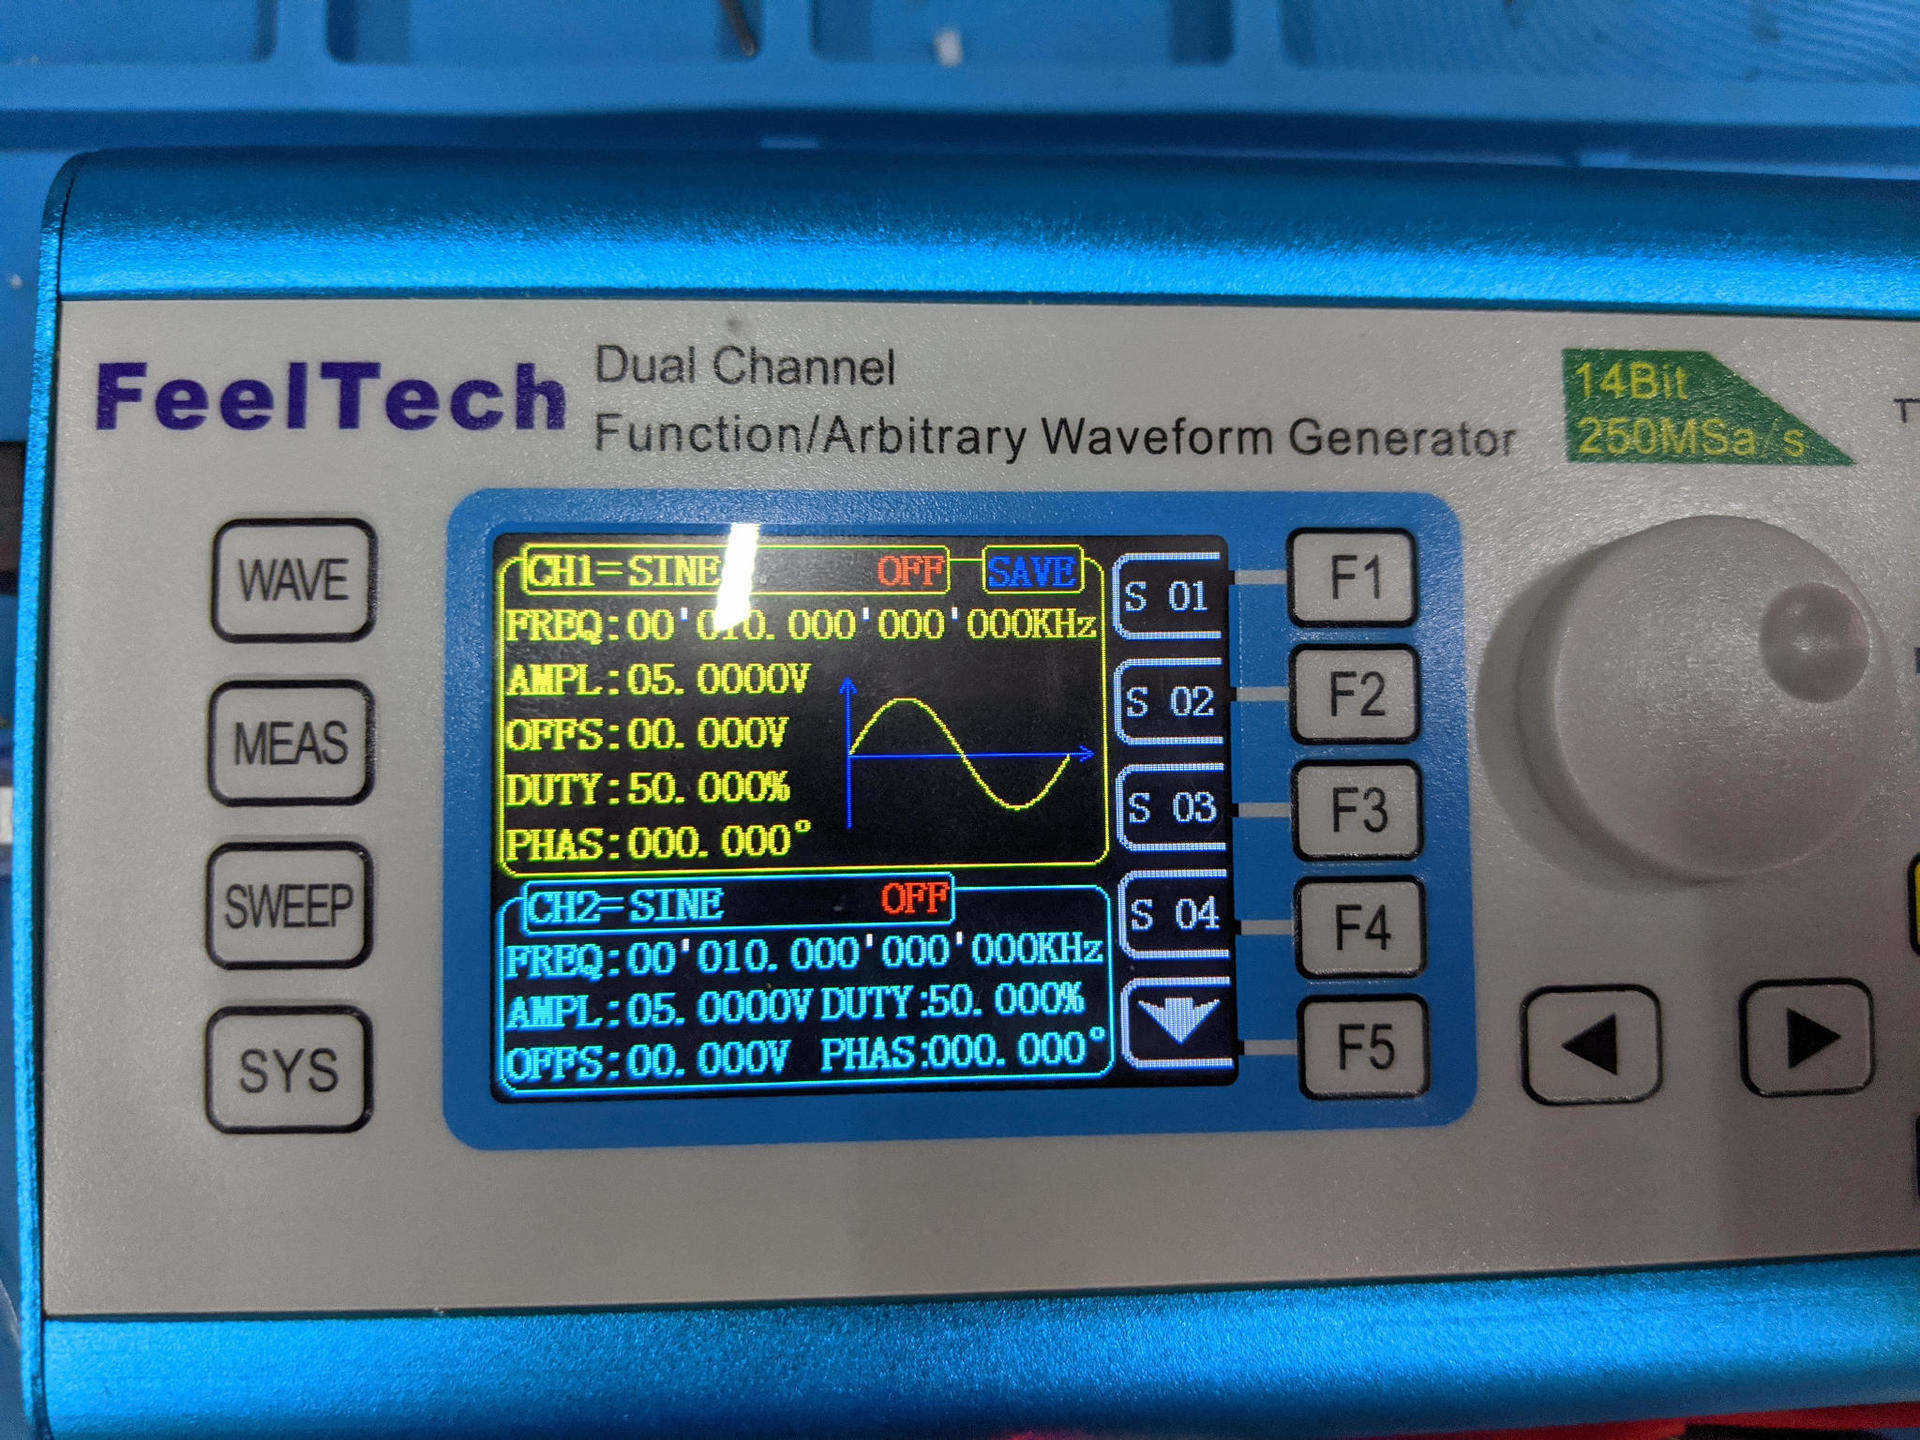 FeelTech
Dual Channel
Function/Arbitrary Waveform Generator
14Bit
250MSa/s
WAVE
MEAS
SWEEP
SYS
CH1=SINE OFF SAVE
FREQ:00'010.000'000'000KHz
AMPL:05.0000V
OFFS:00.000V
DUTY:50.000%
PHAS:000.000°
CH2=SINE OFF
FREQ:00'010.000'000'000KHz
AMPL:05.0000V DUTY:50.000%
OFFS:00.000V PHAS:000.000°
S 01
S 02
S 03
S 04
F1
F2
F3
F4
F5